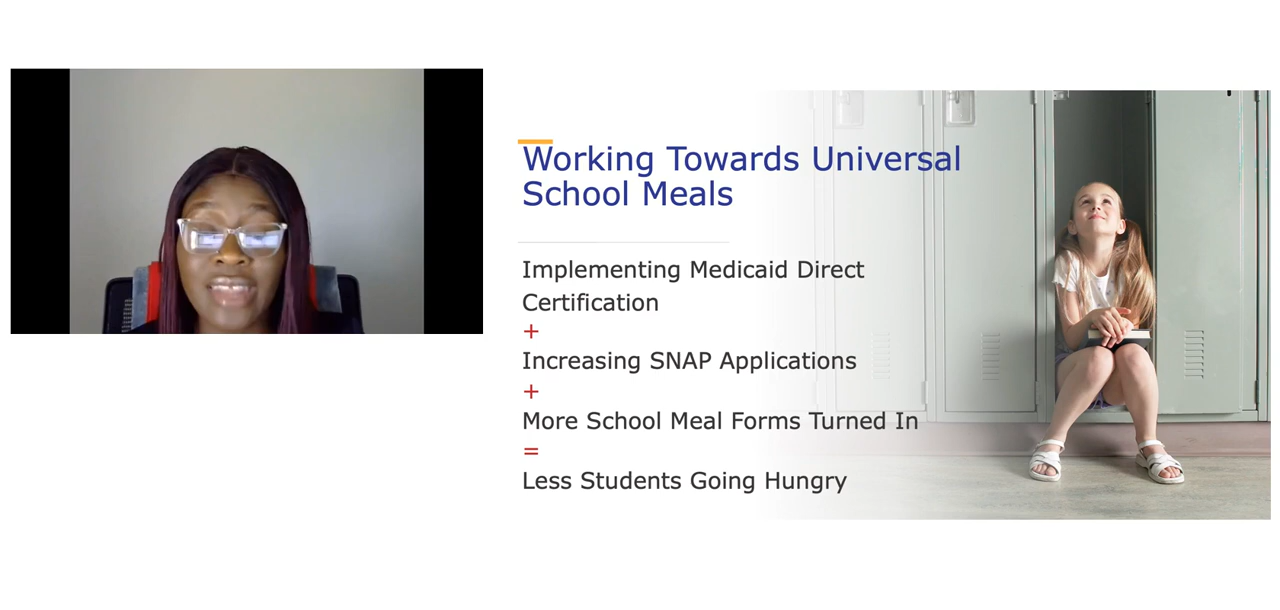 Working Towards Universal
School Meals
Implementing Medicaid Direct
Certification
+
Increasing SNAP Applications
+
More School Meal Forms Turned In
=
Less Students Going Hungry